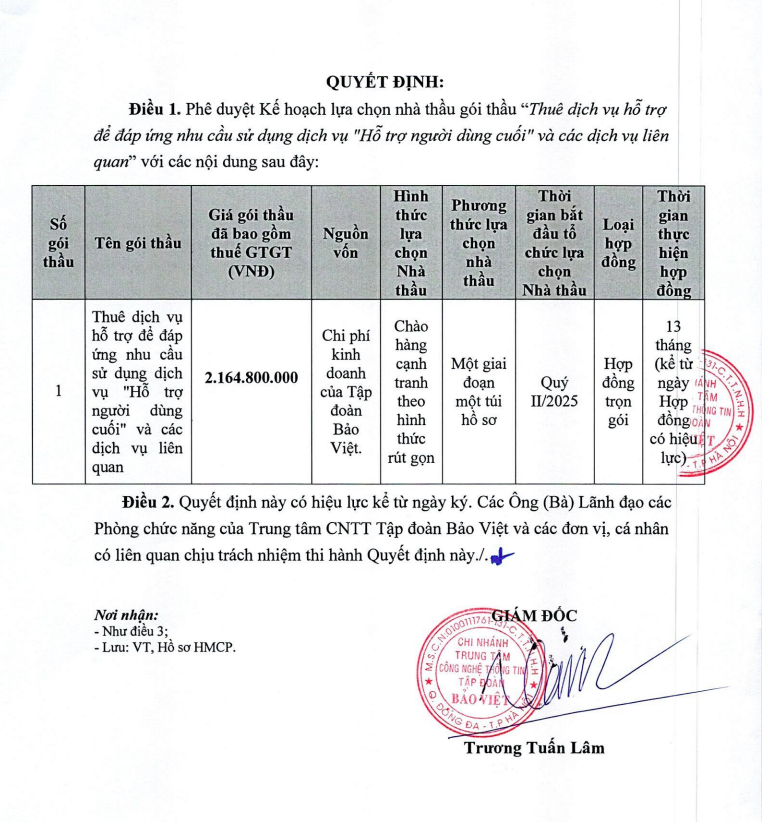 QUYẾT ĐỊNH:
Điều 1. Phê duyệt Kế hoạch lựa chọn nhà thầu gói thầu “Thuê dịch vụ hỗ trợ
để đáp ứng nhu cầu sử dụng dịch vụ "Hỗ trợ người dùng cuối" và các dịch vụ liên
quan” với các nội dung sau đây:
Số
gói
thầu
Tên gói thầu
Giá gói thầu
đã bao gồm
thuế GTGT
(VNĐ)
Nguồn
vốn
Hình
thức
lựa
chọn
Nhà
thầu
Phương
thức lựa
chọn
nhà
thầu
Thời
gian bắt
đầu tổ
chức lựa
chọn
Nhà thầu
Loại
hợp
đồng
Thời
gian
thực
hiện
hợp
đồng
1
Thuê dịch vụ
hỗ trợ để đáp
ứng nhu cầu
sử dụng dịch
vụ "Hỗ trợ
người dùng
cuối" và các
dịch vụ liên
quan
2.164.800.000
Chi phí
kinh
doanh
của Tập
đoàn
Bảo
Việt.
Chào
hàng
cạnh
tranh
theo
hình
thức
rút gọn
Một giai
đoạn
một túi
hồ sơ
Quý
II/2025
Hợp
đồng
trọn
gói
13
tháng
(kể từ
ngày
Hợp
đồng
có hiệu
lực)
Điều 2. Quyết định này có hiệu lực kể từ ngày ký. Các Ông (Bà) Lãnh đạo các
Phòng chức năng của Trung tâm CNTT Tập đoàn Bảo Việt và các đơn vị, cá nhân
có liên quan chịu trách nhiệm thi hành Quyết định này./.
Nơi nhận:
- Như điều 3;
- Lưu: VT, Hồ sơ HMCP.
GIÁM ĐỐC
M.S.C.N:0100111761-131-C.T.T.N.H.H
CHI NHÁNH
TRUNG TÂM
CÔNG NGHỆ THÔNG TIN
TẬP ĐOÀN
BẢO VIỆT
Q. ĐỐNG ĐA - T.P HÀ NỘI
Trương Tuấn Lâm